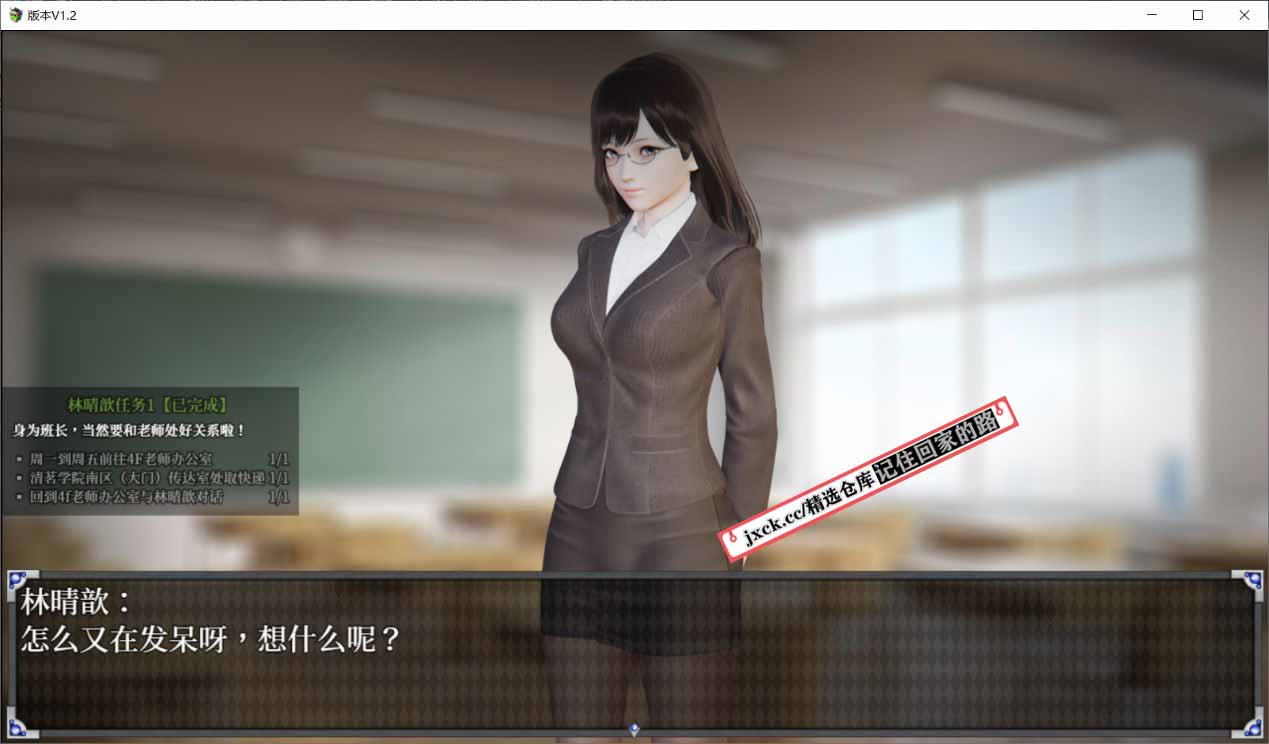 版本V1.2
林晴歆任务1【已完成】
身为班长，当然要和老师处好关系啦！
▪ 周一到周五前往4F老师办公室 1/1
▪ 清茗学院南区（大门）传达室处取快递 1/1
▪ 回到4f老师办公室与林晴歆对话 1/1
jxck.cc/精选仓库 记住回家的路
林晴歆：
怎么又在发呆呀，想什么呢？